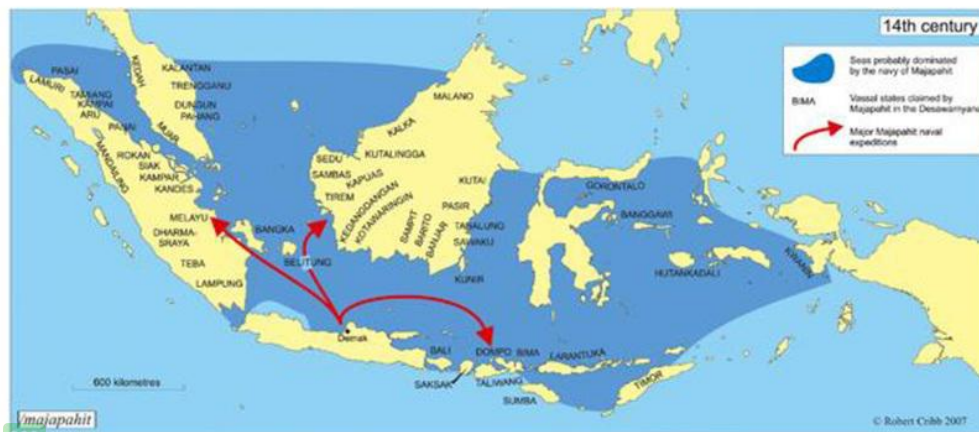 14th century
Seas probably dominated
by the navy of Majapahit
BIMA
Vassal states claimed by
Majapahit in the Desawarnyanu
Major Majapahit naval
expeditions
PASAI
LAMURI
TAMIANG
KAMPAI
ARU
PANAI
MANDAILING
KEDAH
KALANTAN
TRENGGANU
DUNGUN
PAHANG
MUAR
ROKAN
SIAK
KAMPAR
KANDES
MELAYU
DHARMA-
SRAYA
TEBA
LAMPUNG
BANGKA
BELITUNG
MALANO
KALKA
SEDU
SAMBAS
KUTALINGGA
KAPUAS
TIREM
KEDANGDANGAN
KOTAWARINGIN
SAMPIT
BARITO
BANJAR
KUTAI
PASIR
TABALUNG
SAWAKU
KUNIR
GORONTALO
BANGGAWI
HUTANKADALI
Demak
BALI
SAKSAK
DOMPO
BIMA
TALIWANG
SUMBA
LARANTUKA
TIMOR
600 kilometres
/majapahit
© Robert Cribb 2007